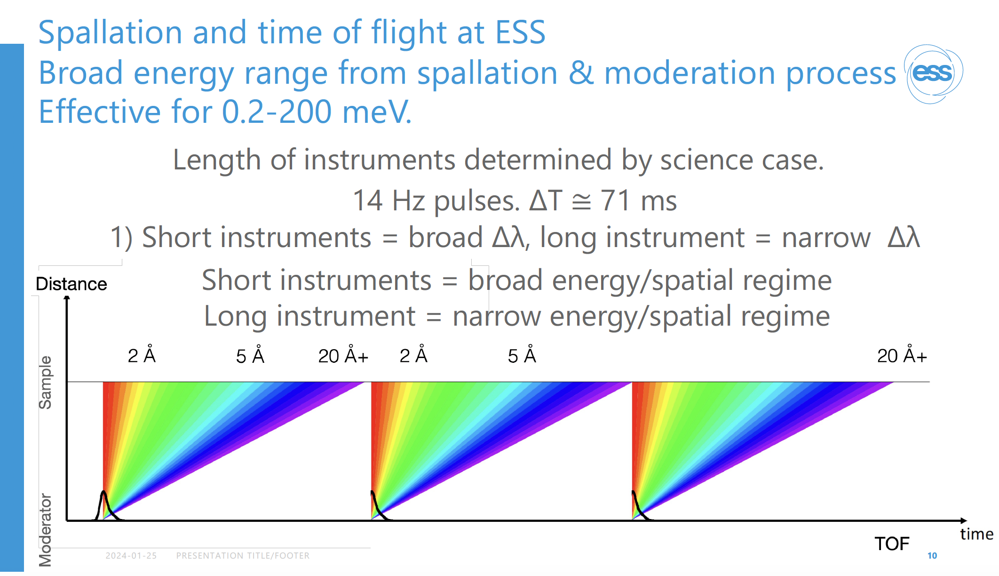 Spallation and time of flight at ESS
Broad energy range from spallation & moderation process
Effective for 0.2-200 meV.
ess
Length of instruments determined by science case.
14 Hz pulses. ΔT ≅ 71 ms
1) Short instruments = broad Δλ, long instrument = narrow Δλ
Short instruments = broad energy/spatial regime
Long instrument = narrow energy/spatial regime
Distance
2 Å 5 Å 20 Å+ 2 Å 5 Å 20 Å+
Sample
Moderator
time
TOF
2024-01-25 PRESENTATION TITLE/FOOTER 10